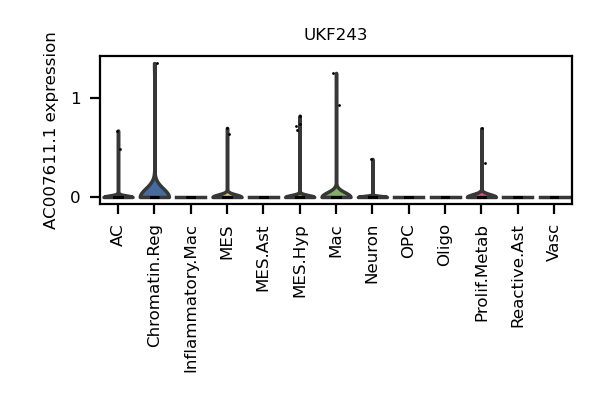 UKF243
AC007611.1 expression
1
0
AC
Chromatin.Reg
Inflammatory.Mac
MES
MES.Ast
MES.Hyp
Mac
Neuron
OPC
Oligo
Prolif.Metab
Reactive.Ast
Vasc